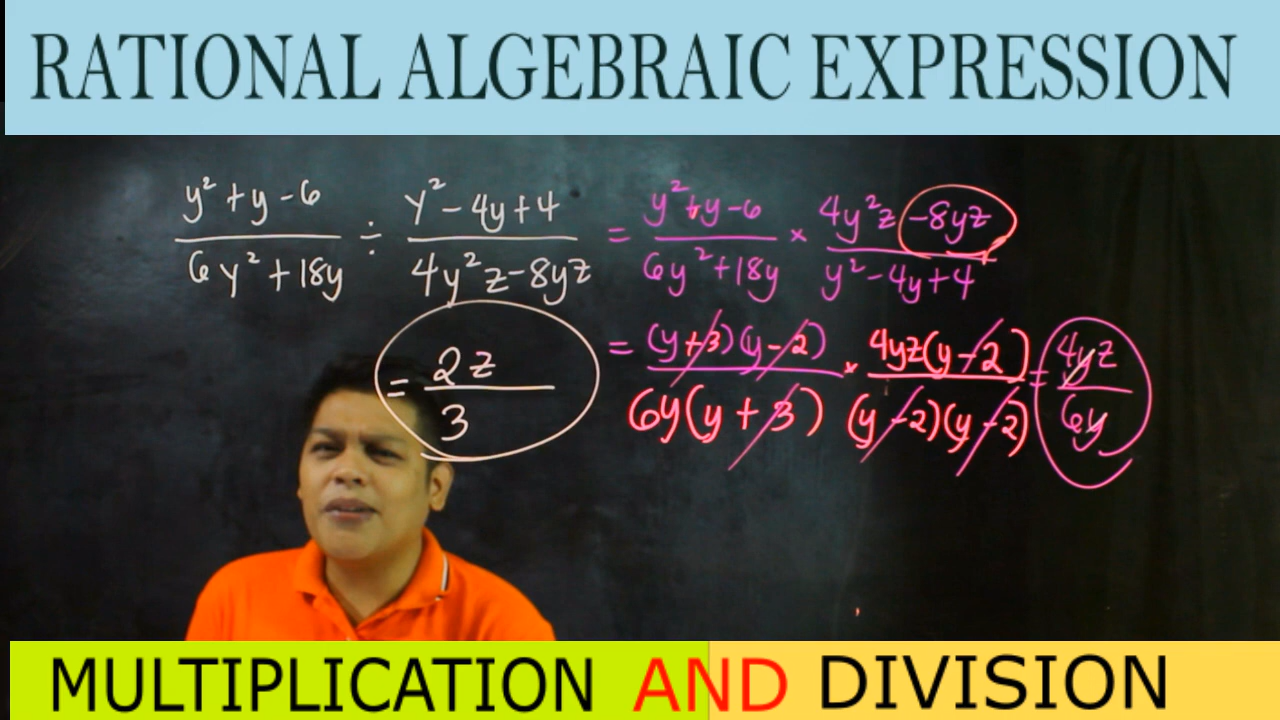 RATIONAL ALGEBRAIC EXPRESSION
y² + y - 6 / 6y² + 18y ÷ y² - 4y + 4 / 4y²z - 8yz = y² + y - 6 / 6y² + 18y × 4y²z - 8yz / y² - 4y + 4
= (y + 3)(y - 2) / 6y(y + 3) × 4yz(y - 2) / (y - 2)(y - 2) = 4yz / 6y
= 2z / 3
MULTIPLICATION AND DIVISION